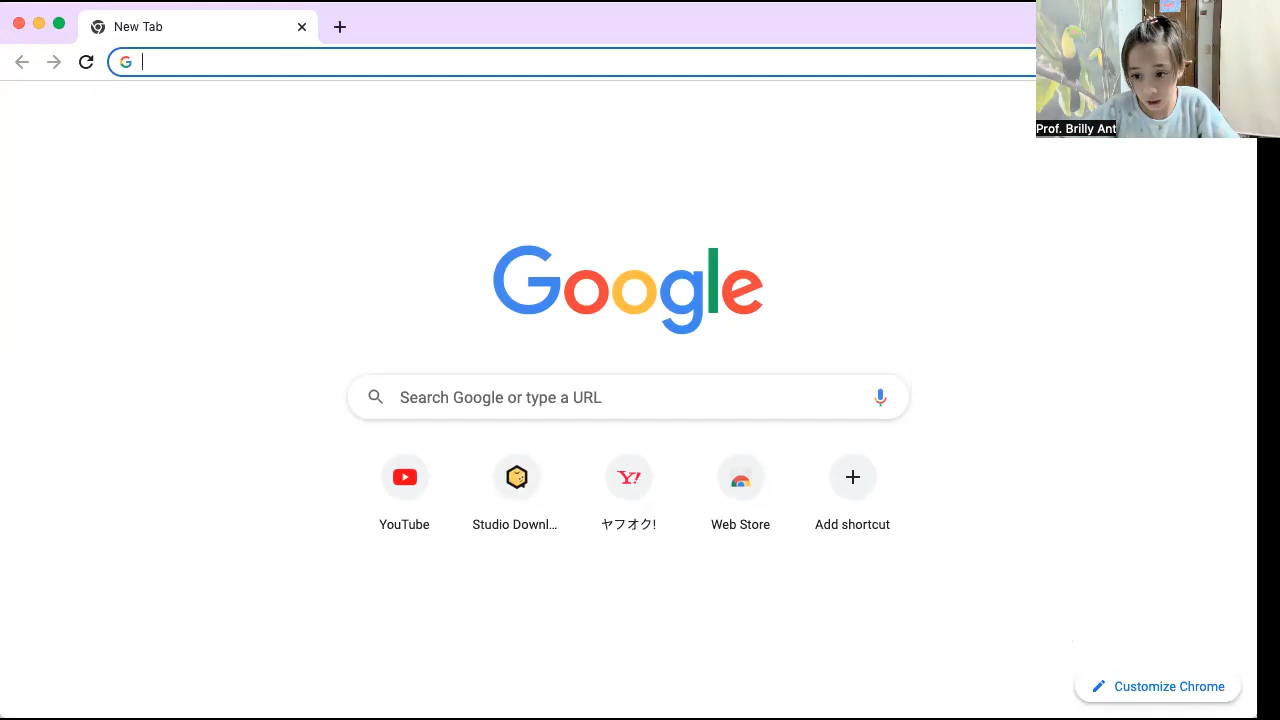 New Tab
Prof. Brilly Ant
Google
Search Google or type a URL
YouTube
Studio Downl...
ヤフオク!
Web Store
Add shortcut
Customize Chrome